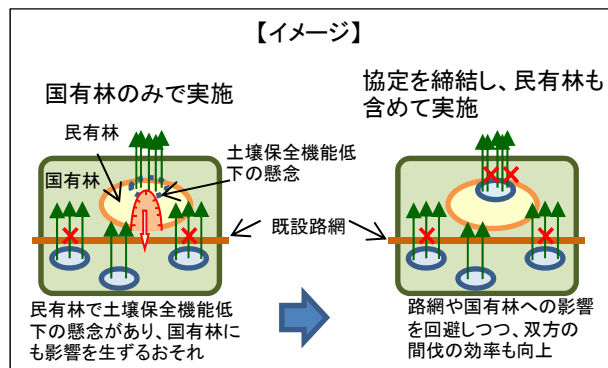 【イメージ】
国有林のみで実施
民有林
国有林
土壌保全機能低
下の懸念
既設路網
民有林で土壌保全機能低
下の懸念があり、国有林に
も影響を生ずるおそれ
協定を締結し、民有林も
含めて実施
路網や国有林への影響
を回避しつつ、双方の
間伐の効率も向上